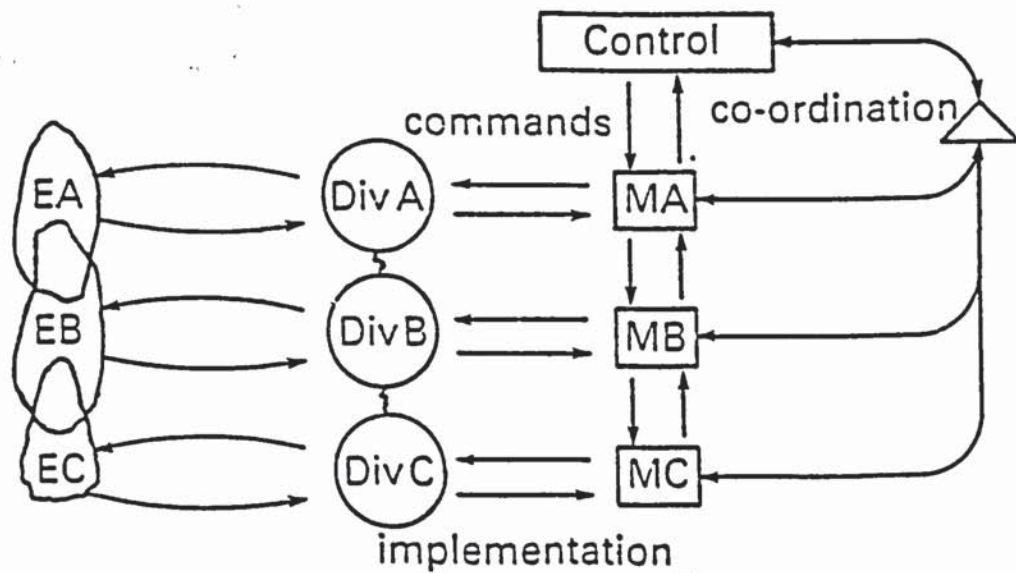 Control
co-ordination
commands
EA
Div A
MA
EB
Div B
MB
EC
Div C
MC
implementation